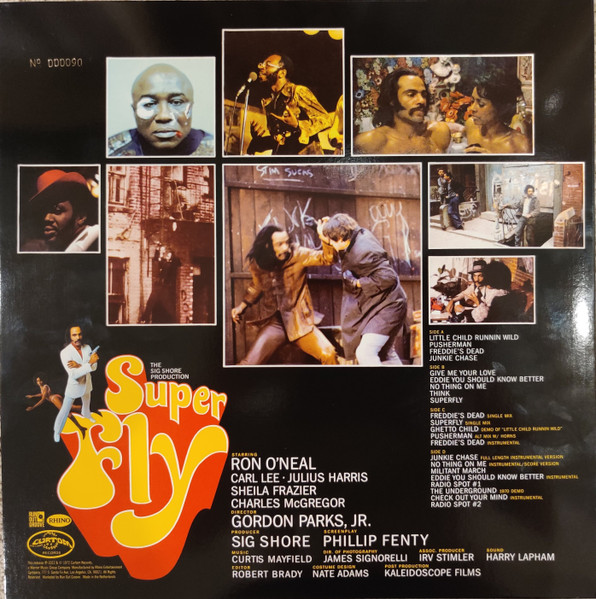 Nº 000090
JIM SUCKS
THE
SIG SHORE
PRODUCTION
Super
fly
STARRING
RON O'NEAL
CARL LEE · JULIUS HARRIS
SHEILA FRAZIER
CHARLES McGREGOR
DIRECTOR
GORDON PARKS, JR.
PRODUCER SCREENPLAY
SIG SHORE PHILLIP FENTY
MUSIC DIR. OF PHOTOGRAPHY ASSOC. PRODUCER SOUND
CURTIS MAYFIELD JAMES SIGNORELLI IRV STIMLER HARRY LAPHAM
EDITOR COSTUME DESIGN POST PRODUCTION
ROBERT BRADY NATE ADAMS KALEIDOSCOPE FILMS
SIDE A
LITTLE CHILD RUNNIN WILD
PUSHERMAN
FREDDIE'S DEAD
JUNKIE CHASE
SIDE B
GIVE ME YOUR LOVE
EDDIE YOU SHOULD KNOW BETTER
NO THING ON ME
THINK
SUPERFLY
SIDE C
FREDDIE'S DEAD SINGLE MIX
SUPERFLY SINGLE MIX
GHETTO CHILD DEMO OF "LITTLE CHILD RUNNIN WILD"
PUSHERMAN ALT MIX W/ HORNS
FREDDIE'S DEAD INSTRUMENTAL
SIDE D
JUNKIE CHASE FULL LENGTH INSTRUMENTAL VERSION
NO THING ON ME INSTRUMENTAL/SCORE VERSION
MILITANT MARCH
EDDIE YOU SHOULD KNOW BETTER INSTRUMENTAL
RADIO SPOT #1
THE UNDERGROUND 1970 DEMO
CHECK OUT YOUR MIND INSTRUMENTAL
RADIO SPOT #2
RUN OUT GROOVE
RHINO
CURTOM
RECORDS